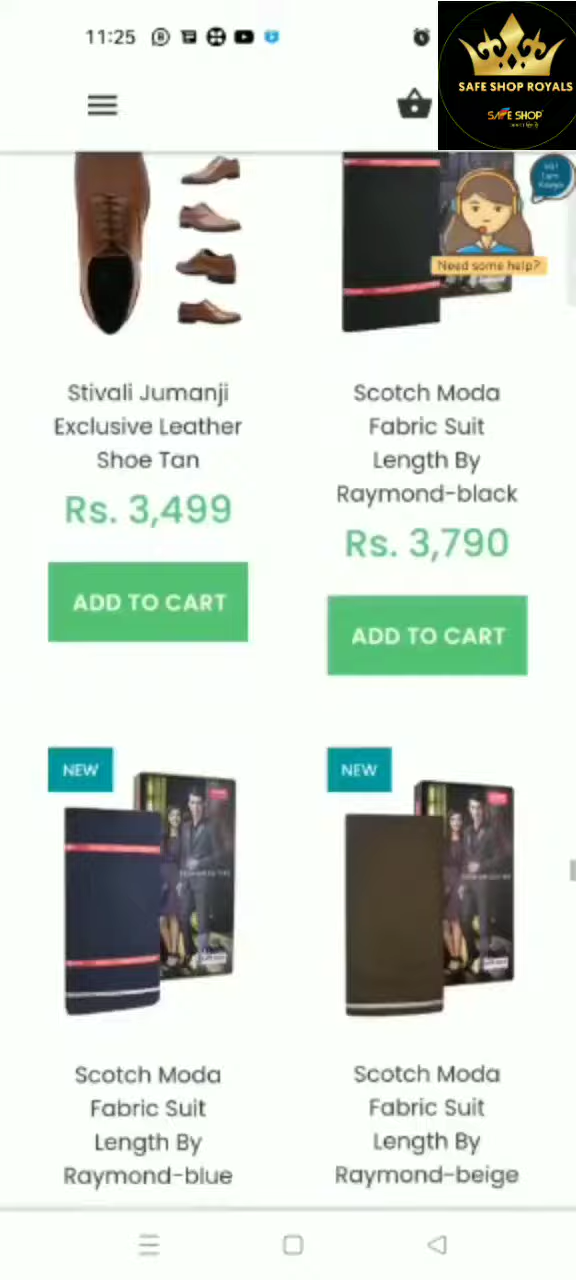 11:25
SAFE SHOP ROYALS
SAFE SHOP
Hi!
I am
Need some help?
Stivali Jumanji
Exclusive Leather
Shoe Tan
Rs. 3,499
ADD TO CART
Scotch Moda
Fabric Suit
Length By
Raymond-black
Rs. 3,790
ADD TO CART
NEW
Scotch Moda
Fabric Suit
Length By
Raymond-blue
NEW
Scotch Moda
Fabric Suit
Length By
Raymond-beige